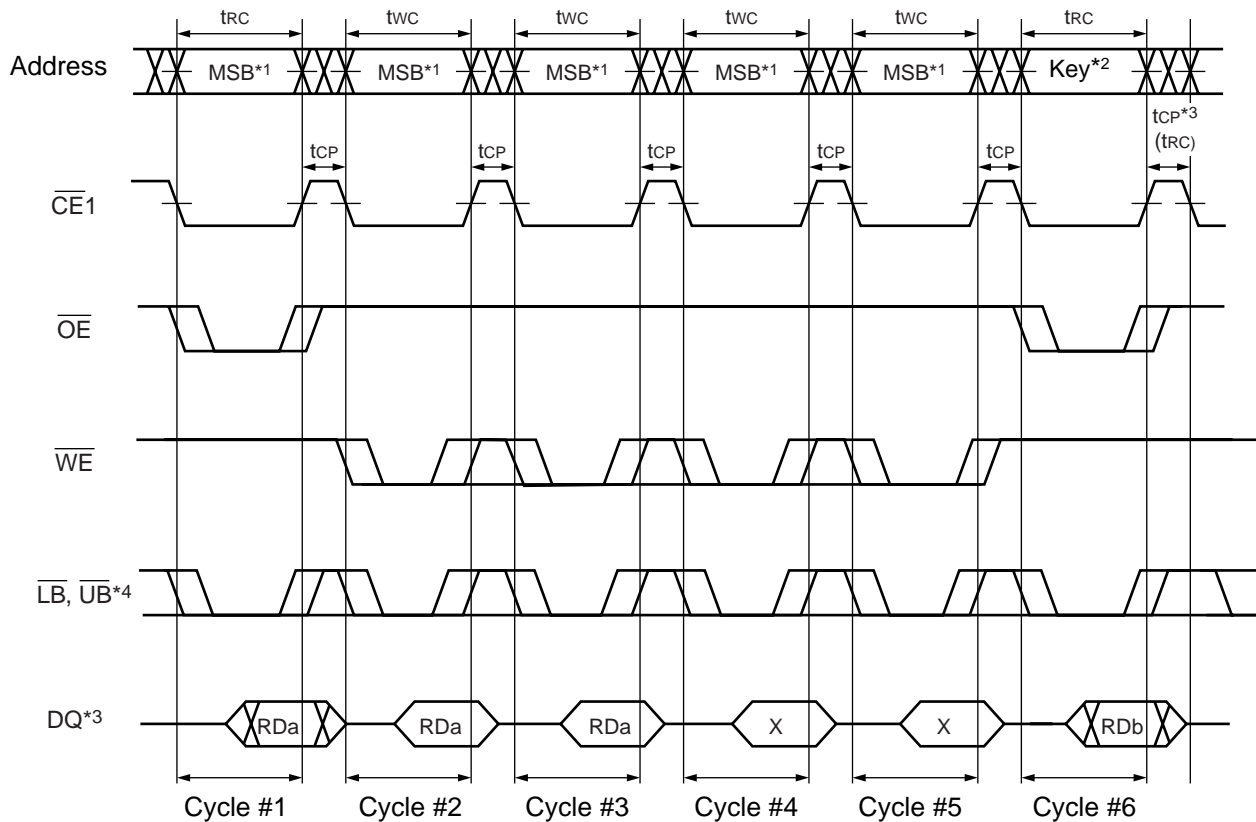 tRC tWC tWC tWC tWC tRC
Address MSB*1 MSB*1 MSB*1 MSB*1 MSB*1 Key*2
tCP*3
(tRC)
tCP tCP tCP tCP tCP
CE1
OE
WE
LB, UB*4
DQ*3 RDa RDa RDa X X RDb
Cycle #1 Cycle #2 Cycle #3 Cycle #4 Cycle #5 Cycle #6